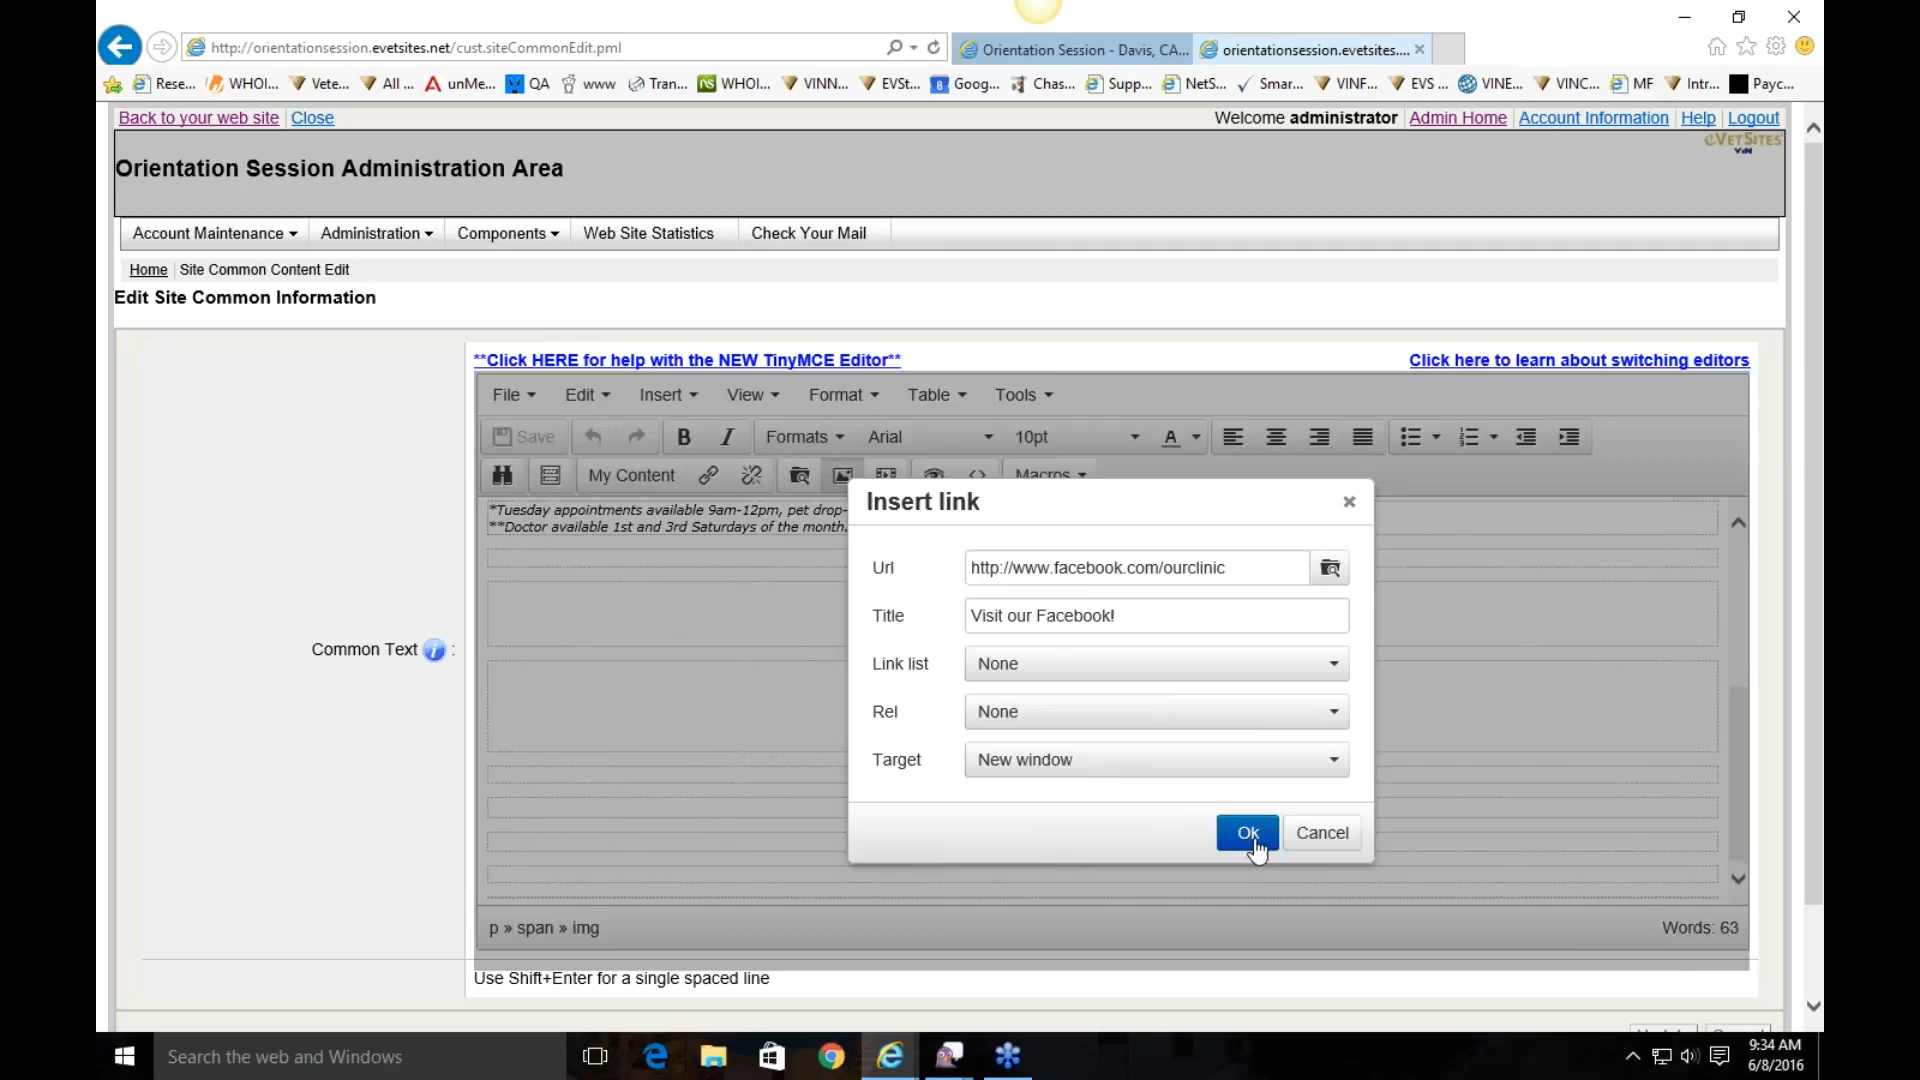 http://orientationsession.evetsites.net/cust.siteCommonEdit.pml
Orientation Session - Davis, CA...
orientationsession.evetsites....
Rese... WHOI... Vete... All ... unMe... QA www Tran... WHOI... VINN... EVSt... Goog... Chas... Supp... NetS... Smar... VINF... EVS ... VINE... VINC... MF Intr... Payc...
Back to your web site Close Welcome administrator Admin Home Account Information Help Logout
eVetSites
VIN
Orientation Session Administration Area
Account Maintenance Administration Components Web Site Statistics Check Your Mail
Home Site Common Content Edit
Edit Site Common Information
**Click HERE for help with the NEW TinyMCE Editor** Click here to learn about switching editors
File Edit Insert View Format Table Tools
Save B I Formats Arial 10pt A
My Content Macros
Insert link
*Tuesday appointments available 9am-12pm, pet drop-
**Doctor available 1st and 3rd Saturdays of the month.
Url http://www.facebook.com/ourclinic
Title Visit our Facebook!
Common Text :
Link list None
Rel None
Target New window
Ok Cancel
p » span » img Words: 63
Use Shift+Enter for a single spaced line
Search the web and Windows
9:34 AM
6/8/2016